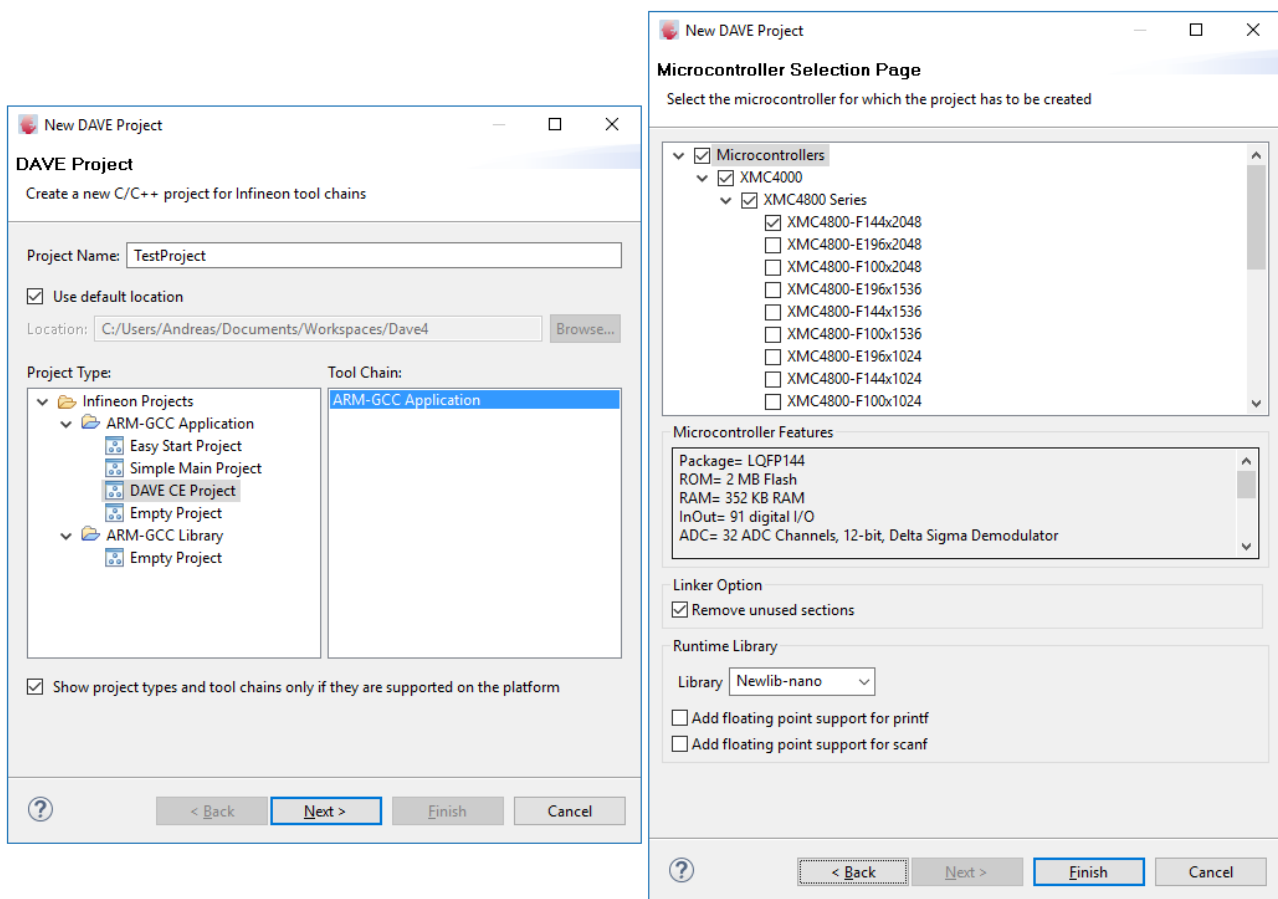 New DAVE Project
DAVE Project
Create a new C/C++ project for Infineon tool chains
Project Name: TestProject
Use default location
Location: C:/Users/Andreas/Documents/Workspaces/Dave4 Browse...
Project Type:
Infineon Projects
ARM-GCC Application
Easy Start Project
Simple Main Project
DAVE CE Project
Empty Project
ARM-GCC Library
Empty Project
Tool Chain:
ARM-GCC Application
Show project types and tool chains only if they are supported on the platform
? < Back Next > Finish Cancel
New DAVE Project
Microcontroller Selection Page
Select the microcontroller for which the project has to be created
Microcontrollers
XMC4000
XMC4800 Series
XMC4800-F144x2048
XMC4800-E196x2048
XMC4800-F100x2048
XMC4800-E196x1536
XMC4800-F144x1536
XMC4800-F100x1536
XMC4800-E196x1024
XMC4800-F144x1024
XMC4800-F100x1024
Microcontroller Features
Package= LQFP144
ROM= 2 MB Flash
RAM= 352 KB RAM
InOut= 91 digital I/O
ADC= 32 ADC Channels, 12-bit, Delta Sigma Demodulator
Linker Option
Remove unused sections
Runtime Library
Library Newlib-nano
Add floating point support for printf
Add floating point support for scanf
? < Back Next > Finish Cancel